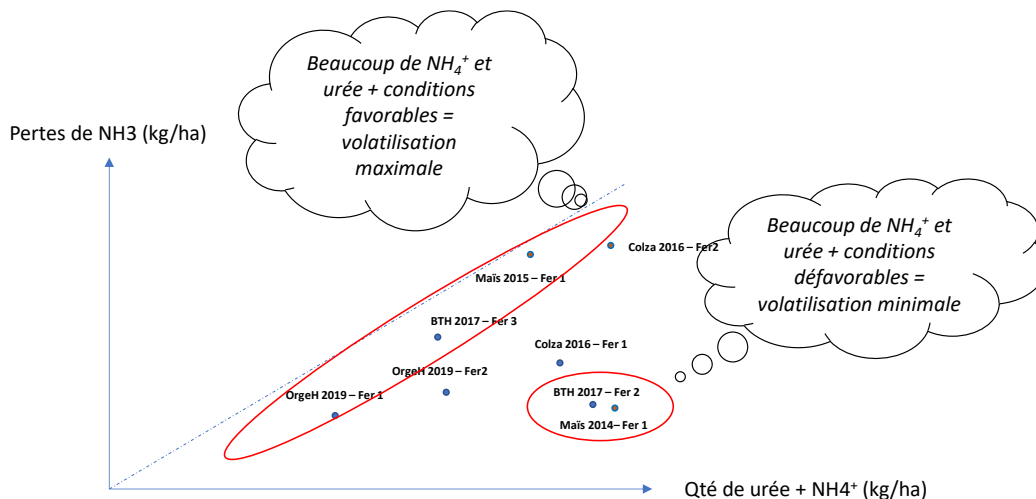 Beaucoup de NH₄⁺ et
urée + conditions
favorables =
volatilisation
maximale
Pertes de NH3 (kg/ha)
Beaucoup de NH₄⁺ et
urée + conditions
défavorables =
volatilisation minimale
Colza 2016 – Fer2
Maïs 2015 – Fer 1
BTH 2017 – Fer 3
Colza 2016 – Fer 1
OrgeH 2019 – Fer2
OrgeH 2019 – Fer 1
BTH 2017 – Fer 2
Maïs 2014– Fer 1
Qté de urée + NH4⁺ (kg/ha)